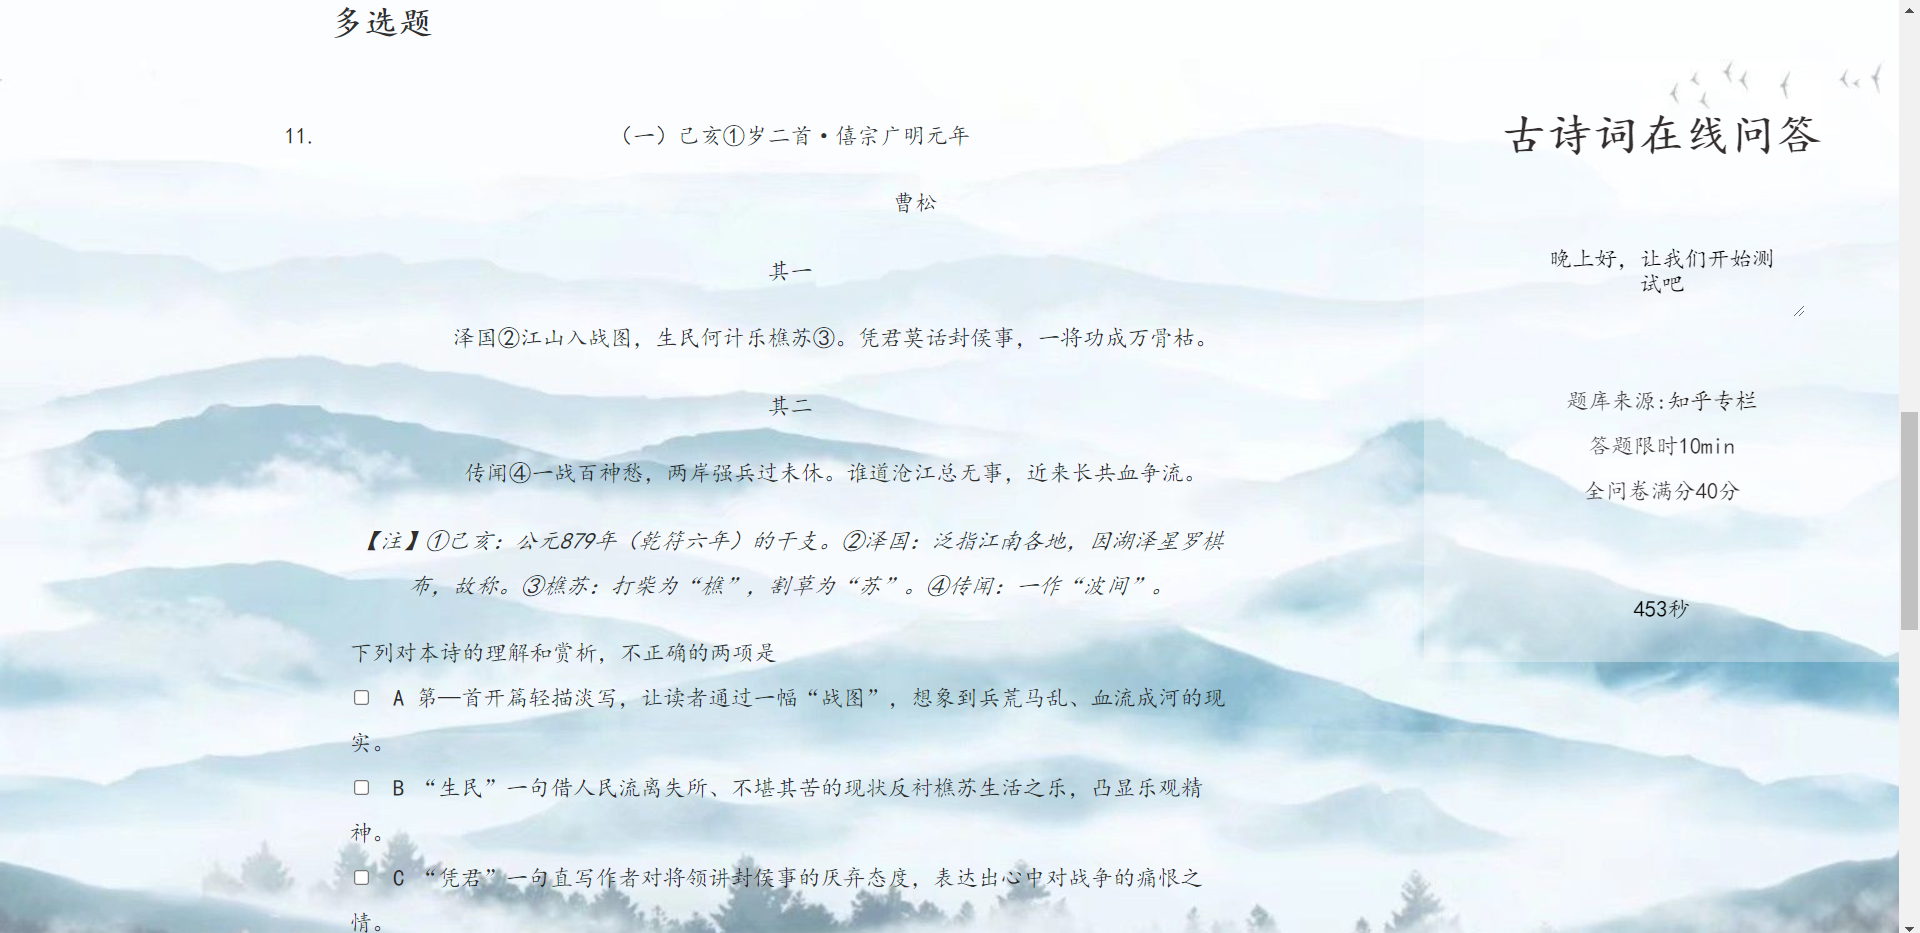 多选题
11.
（一）己亥①岁二首·僖宗广明元年
曹松
其一
泽国②江山入战图，生民何计乐樵苏③。凭君莫话封侯事，一将功成万骨枯。
其二
传闻④一战百神愁，两岸强兵过未休。谁道沧江总无事，近来长共血争流。
【注】①己亥：公元879年（乾符六年）的干支。②泽国：泛指江南各地，因湖泽星罗棋
布，故称。③樵苏：打柴为“樵”，割草为“苏”。④传闻：一作“波间”。
下列对本诗的理解和赏析，不正确的两项是
A 第一首开篇轻描淡写，让读者通过一幅“战图”，想象到兵荒马乱、血流成河的现
实。
B “生民”一句借人民流离失所、不堪其苦的现状反衬樵苏生活之乐，凸显乐观精
神。
C “凭君”一句直写作者对将领讲封侯事的厌弃态度，表达出心中对战争的痛恨之
情。
古诗词在线问答
晚上好，让我们开始测
试吧
题库来源:知乎专栏
答题限时10min
全问卷满分40分
453秒